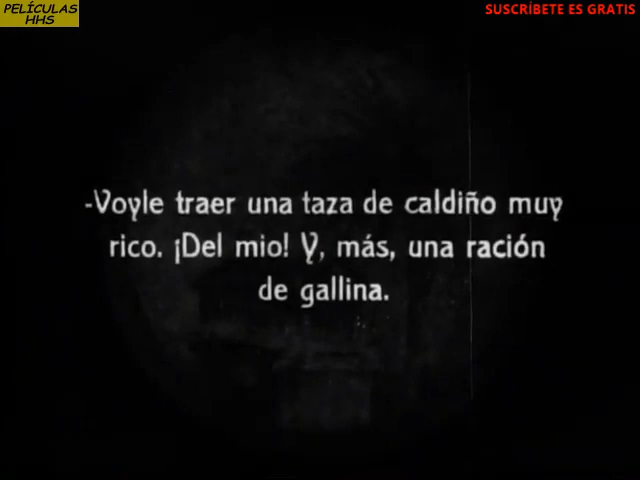 PELÍCULAS
HHS
SUSCRÍBETE ES GRATIS
-Voyle traer una taza de caldiño muy
rico. ¡Del mio! Y, más, una ración
de gallina.